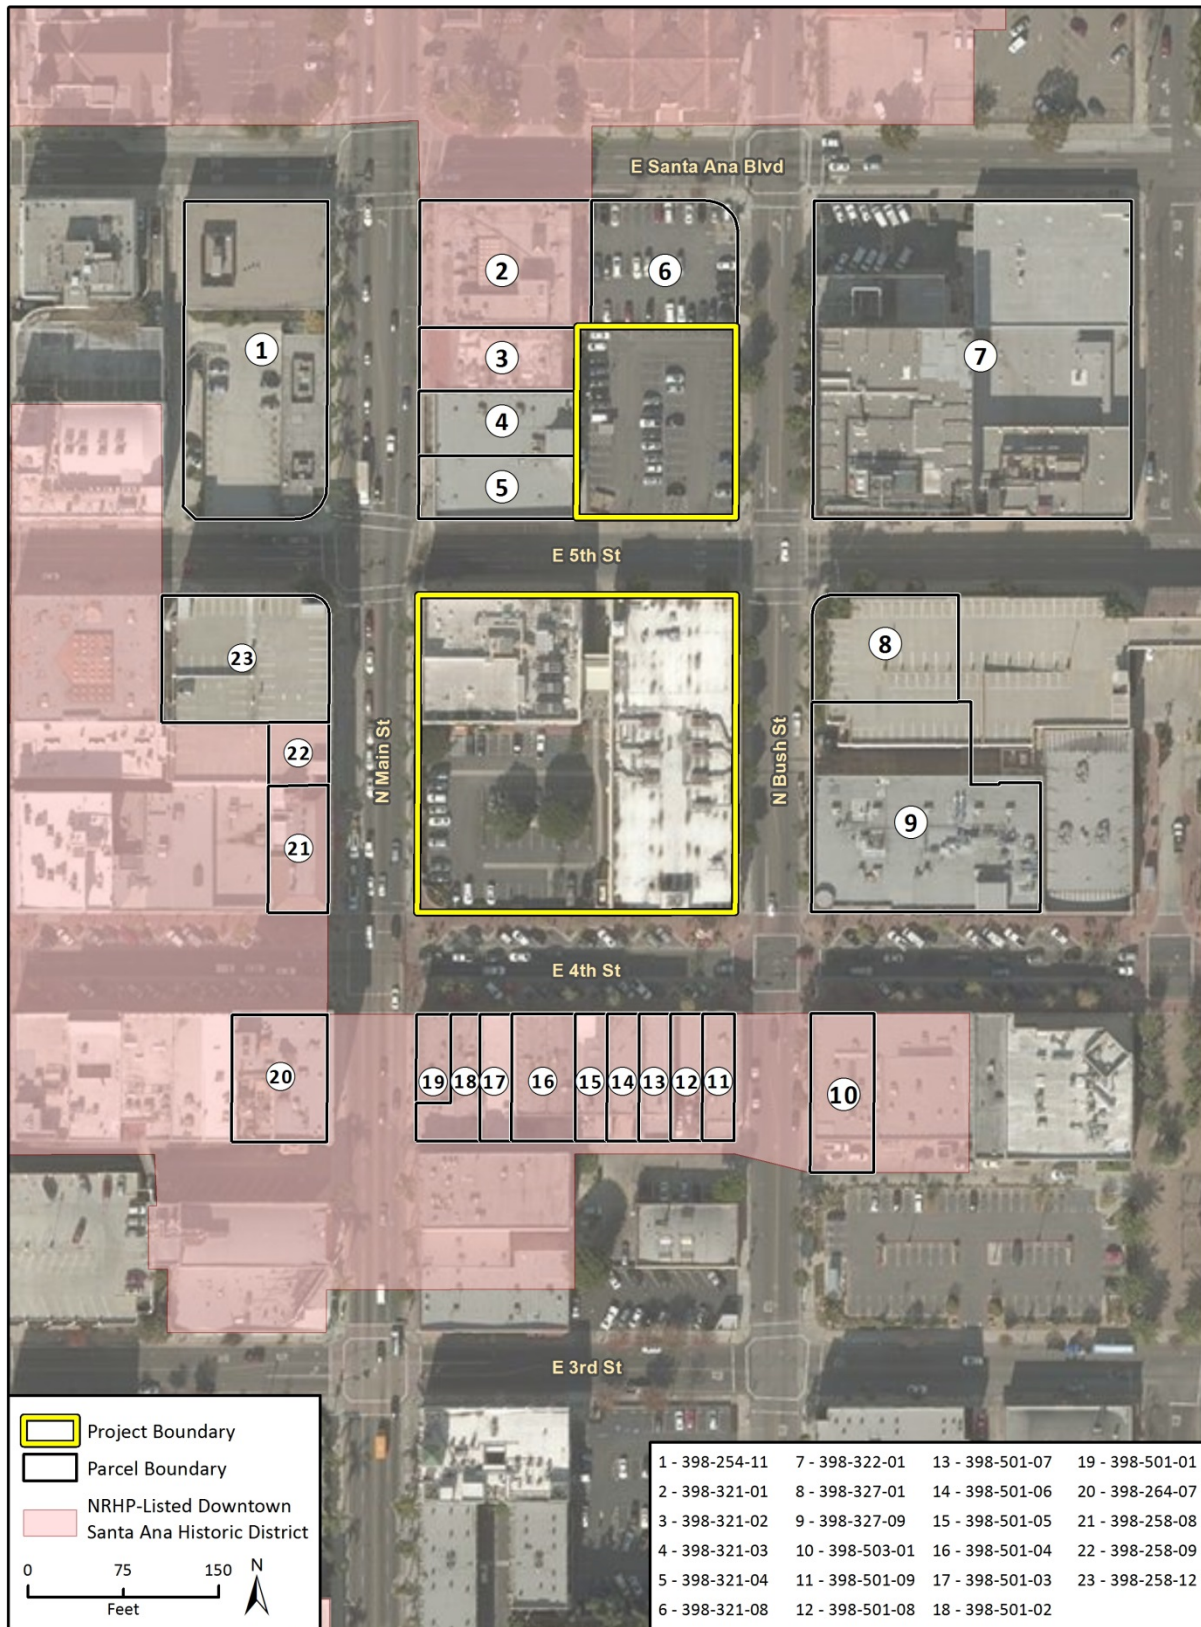 E Santa Ana Blvd
2
6
1
3
7
4
5
E 5th St
8
23
22
N Main St
N Bush St
9
21
E 4th St
20
19
18
17
16
15
14
13
12
11
10
E 3rd St
Project Boundary
Parcel Boundary
NRHP-Listed Downtown
Santa Ana Historic District
0 75 150
Feet
N
1 - 398-254-11 7 - 398-322-01 13 - 398-501-07 19 - 398-501-01
2 - 398-321-01 8 - 398-327-01 14 - 398-501-06 20 - 398-264-07
3 - 398-321-02 9 - 398-327-09 15 - 398-501-05 21 - 398-258-08
4 - 398-321-03 10 - 398-503-01 16 - 398-501-04 22 - 398-258-09
5 - 398-321-04 11 - 398-501-09 17 - 398-501-03 23 - 398-258-12
6 - 398-321-08 12 - 398-501-08 18 - 398-501-02